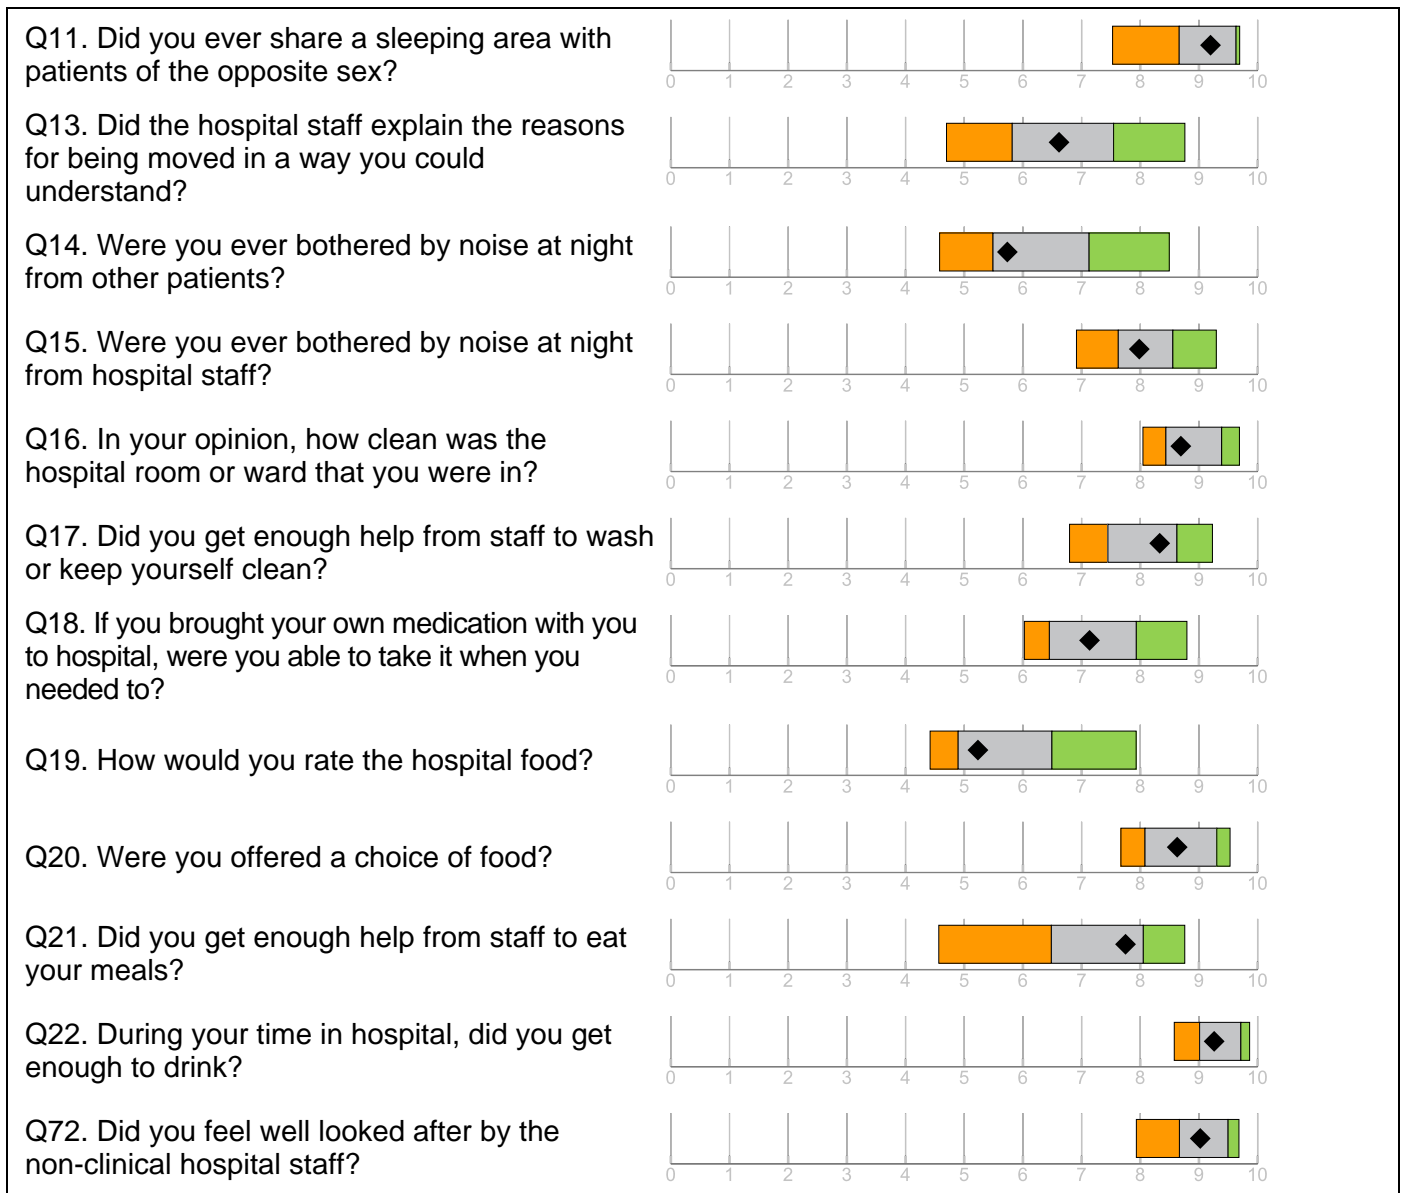 Q11. Did you ever share a sleeping area with
patients of the opposite sex?
0 1 2 3 4 5 6 7 8 9 10
Q13. Did the hospital staff explain the reasons
for being moved in a way you could
understand?
0 1 2 3 4 5 6 7 8 9 10
Q14. Were you ever bothered by noise at night
from other patients?
0 1 2 3 4 5 6 7 8 9 10
Q15. Were you ever bothered by noise at night
from hospital staff?
0 1 2 3 4 5 6 7 8 9 10
Q16. In your opinion, how clean was the
hospital room or ward that you were in?
0 1 2 3 4 5 6 7 8 9 10
Q17. Did you get enough help from staff to wash
or keep yourself clean?
0 1 2 3 4 5 6 7 8 9 10
Q18. If you brought your own medication with you
to hospital, were you able to take it when you
needed to?
0 1 2 3 4 5 6 7 8 9 10
Q19. How would you rate the hospital food?
0 1 2 3 4 5 6 7 8 9 10
Q20. Were you offered a choice of food?
0 1 2 3 4 5 6 7 8 9 10
Q21. Did you get enough help from staff to eat
your meals?
0 1 2 3 4 5 6 7 8 9 10
Q22. During your time in hospital, did you get
enough to drink?
0 1 2 3 4 5 6 7 8 9 10
Q72. Did you feel well looked after by the
non-clinical hospital staff?
0 1 2 3 4 5 6 7 8 9 10